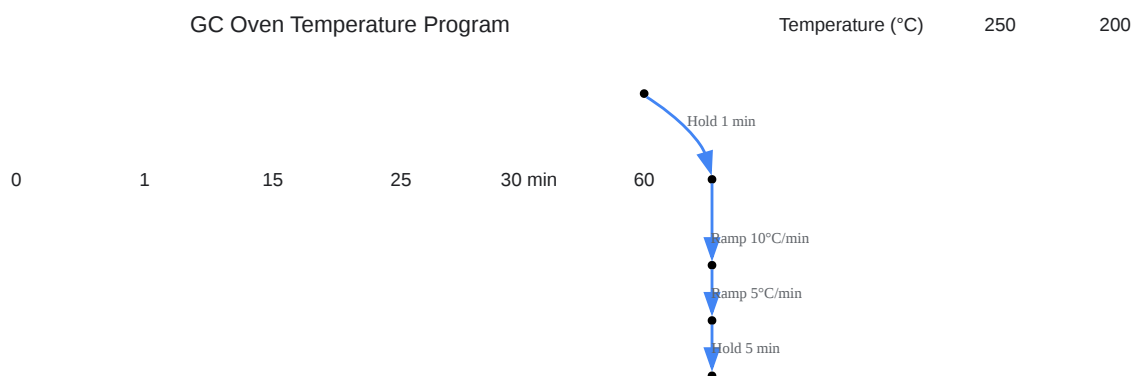 GC Oven Temperature Program
Temperature (°C)
250
200
Hold 1 min
0
1
15
25
30 min
60
Ramp 10°C/min
Ramp 5°C/min
Hold 5 min